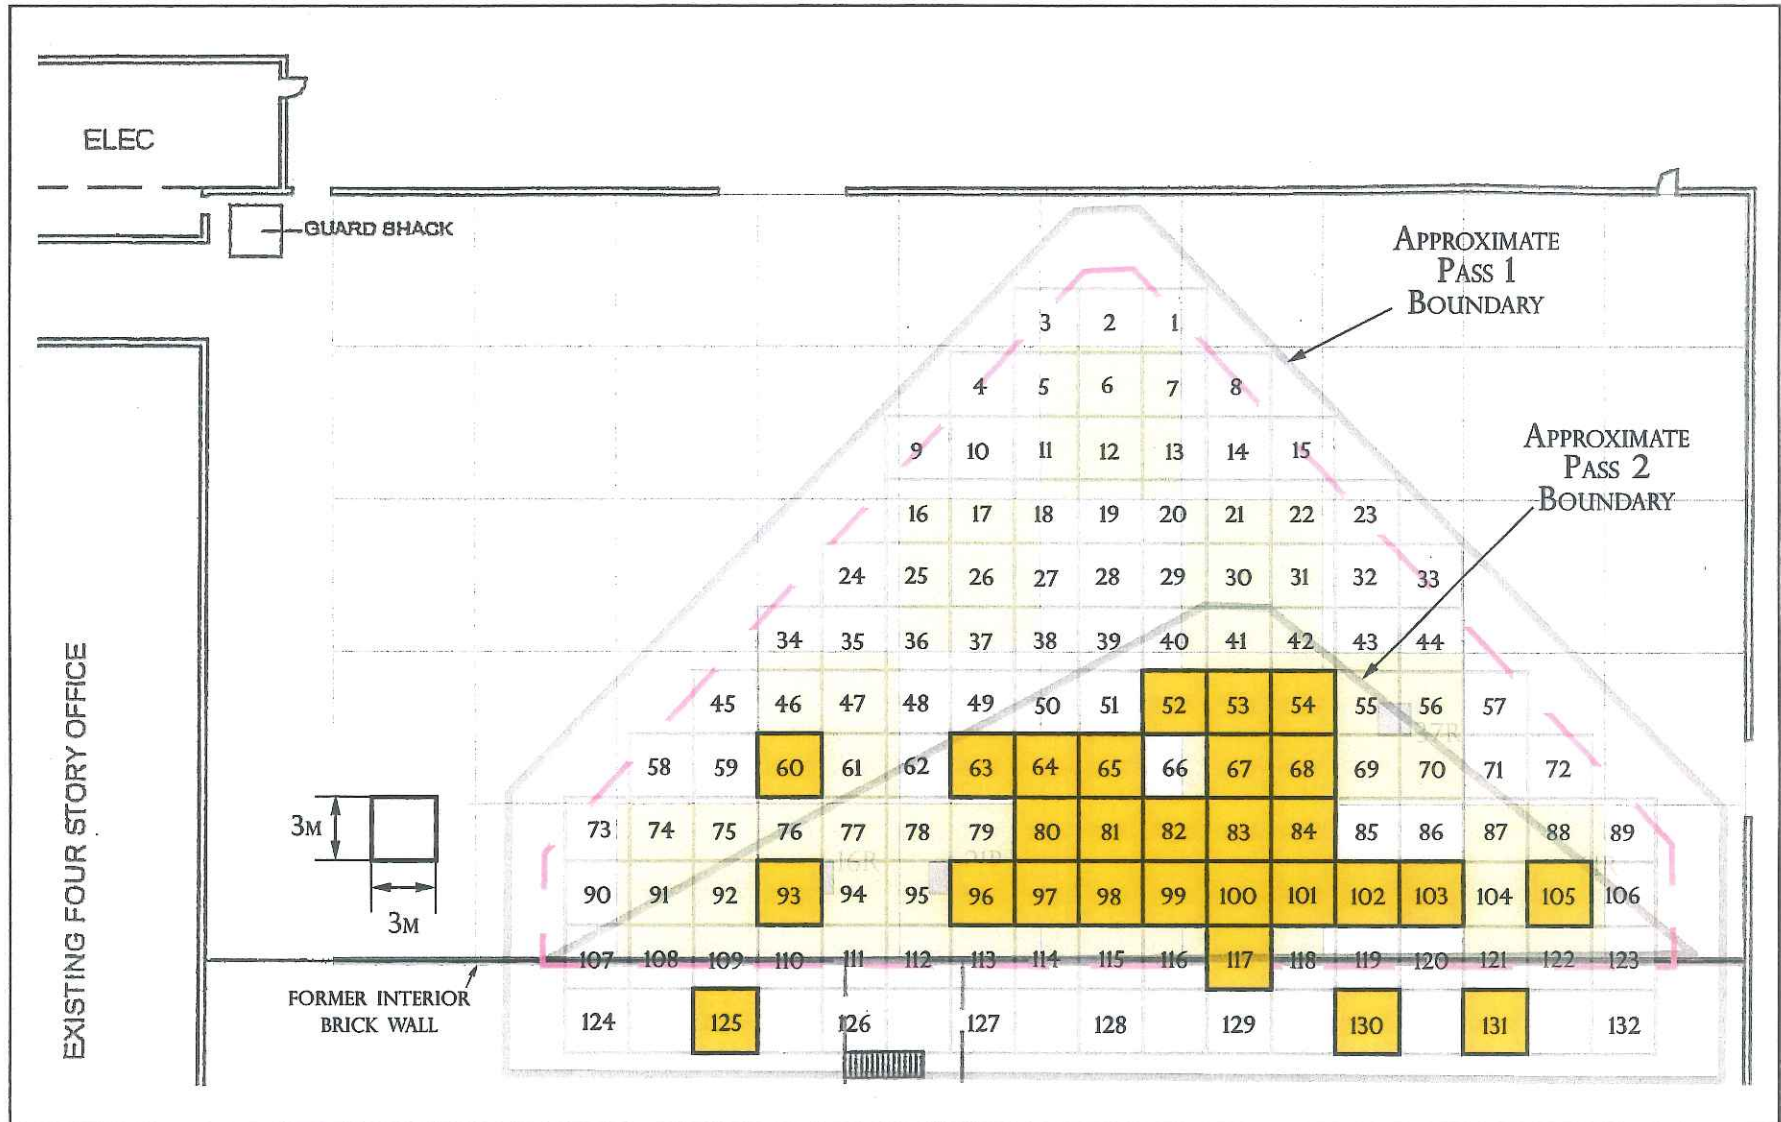 ELEC
GUARD SHACK
APPROXIMATE
PASS 1
BOUNDARY
3 2 1
4 5 6 7 8
APPROXIMATE
PASS 2
BOUNDARY
9 10 11 12 13 14 15
16 17 18 19 20 21 22 23
24 25 26 27 28 29 30 31 32 33
34 35 36 37 38 39 40 41 42 43 44
45 46 47 48 49 50 51 52 53 54 55 56 57
58 59 60 61 62 63 64 65 66 67 68 69 70 71 72
73 74 75 76 77 78 79 80 81 82 83 84 85 86 87 88 89
90 91 92 93 94 95 96 97 98 99 100 101 102 103 104 105 106
107 108 109 110 111 112 113 114 115 116 117 118 119 120 121 122 123
124 125 126 127 128 129 130 131 132
3M
3M
FORMER INTERIOR
BRICK WALL
EXISTING FOUR STORY OFFICE
16R